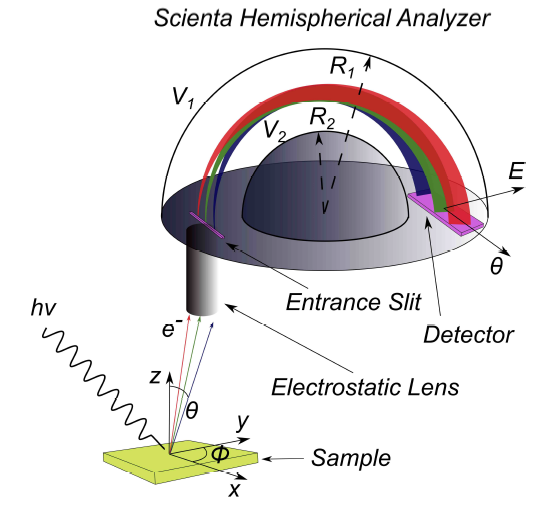 Scienta Hemispherical Analyzer
R1
V1
V2
R2
E
θ
hν
Entrance Slit
e-
Detector
z
Electrostatic Lens
θ
y
Φ
Sample
x